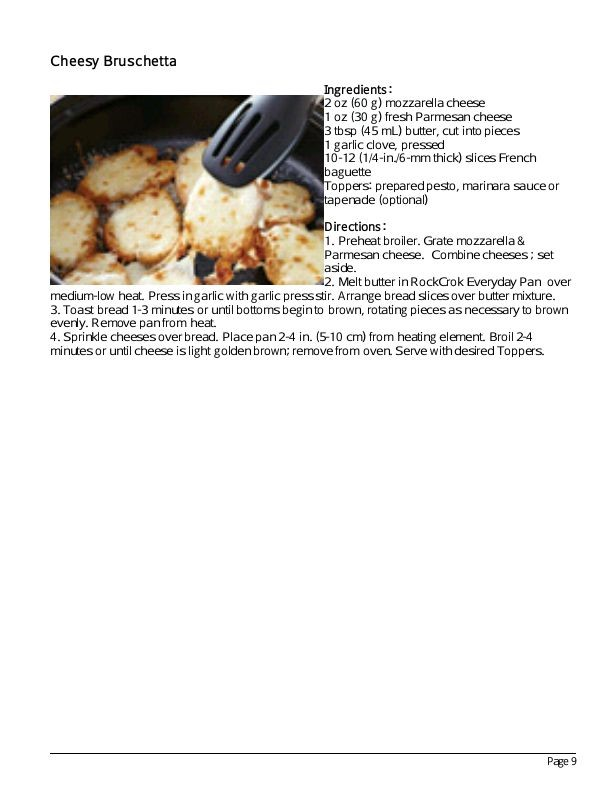 Cheesy Bruschetta
Ingredients:
2 oz (60 g) mozzarella cheese
1 oz (30 g) fresh Parmesan cheese
3 tbsp (45 mL) butter, cut into pieces
1 garlic clove, pressed
10-12 (1/4-in./6-mm thick) slices French
baguette
Toppers: prepared pesto, marinara sauce or
tapenade (optional)
Directions:
1. Preheat broiler. Grate mozzarella &
Parmesan cheese. Combine cheeses; set
aside.
2. Melt butter in RockCrok Everyday Pan over
medium-low heat. Press in garlic with garlic press stir. Arrange bread slices over butter mixture.
3. Toast bread 1-3 minutes or until bottoms begin to brown, rotating pieces as necessary to brown
evenly. Remove pan from heat.
4. Sprinkle cheeses over bread. Place pan 2-4 in. (5-10 cm) from heating element. Broil 2-4
minutes or until cheese is light golden brown; remove from oven. Serve with desired Toppers.
Page 9